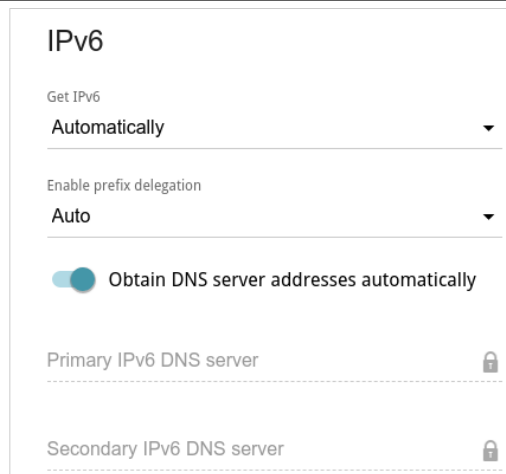 IPv6
Get IPv6
Automatically
Enable prefix delegation
Auto
Obtain DNS server addresses automatically
Primary IPv6 DNS server
Secondary IPv6 DNS server